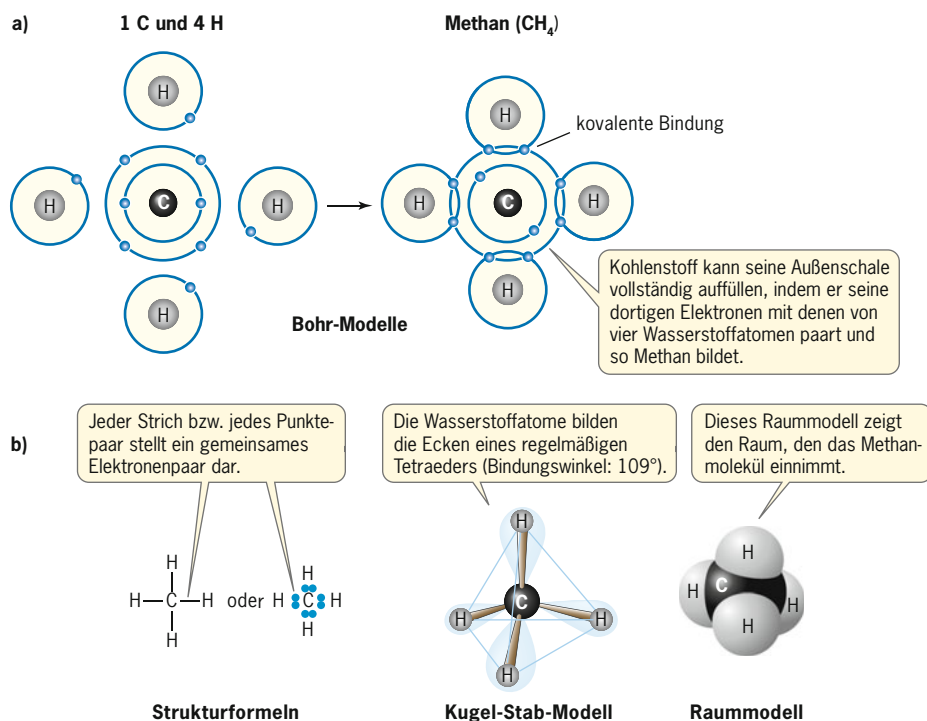 a)
1 C und 4 H
Methan (CH₄)
H
H
C
H
H
H
H
C
H
H
kovalente Bindung
Kohlenstoff kann seine Außenschale
vollständig auffüllen, indem er seine
dortigen Elektronen mit denen von
vier Wasserstoffatomen paart und
so Methan bildet.
Bohr-Modelle
b)
Jeder Strich bzw. jedes Punkte-
paar stellt ein gemeinsames
Elektronenpaar dar.
Die Wasserstoffatome bilden
die Ecken eines regelmäßigen
Tetraeders (Bindungswinkel: 109°).
Dieses Raummodell zeigt
den Raum, den das Methan-
molekül einnimmt.
H
H C H
H
oder
H
H C H
H
H
C
H
H
H
H
C
H
H
H
Strukturformeln
Kugel-Stab-Modell
Raummodell